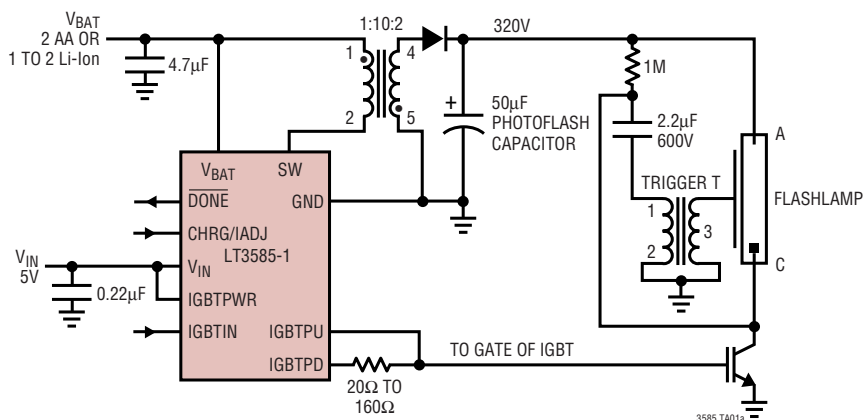 VBAT
2 AA OR
1 TO 2 Li-Ion
4.7µF
1:10:2
1
4
2
5
320V
1M
50µF
PHOTOFLASH
CAPACITOR
+
2.2µF
600V
A
FLASHLAMP
C
TRIGGER T
1
2
3
VBAT
SW
DONE
GND
CHRG/IADJ
LT3585-1
VIN
5V
VIN
0.22µF
IGBTPWR
IGBTIN
IGBTPU
IGBTPD
20Ω TO
160Ω
TO GATE OF IGBT
3585 TA01a